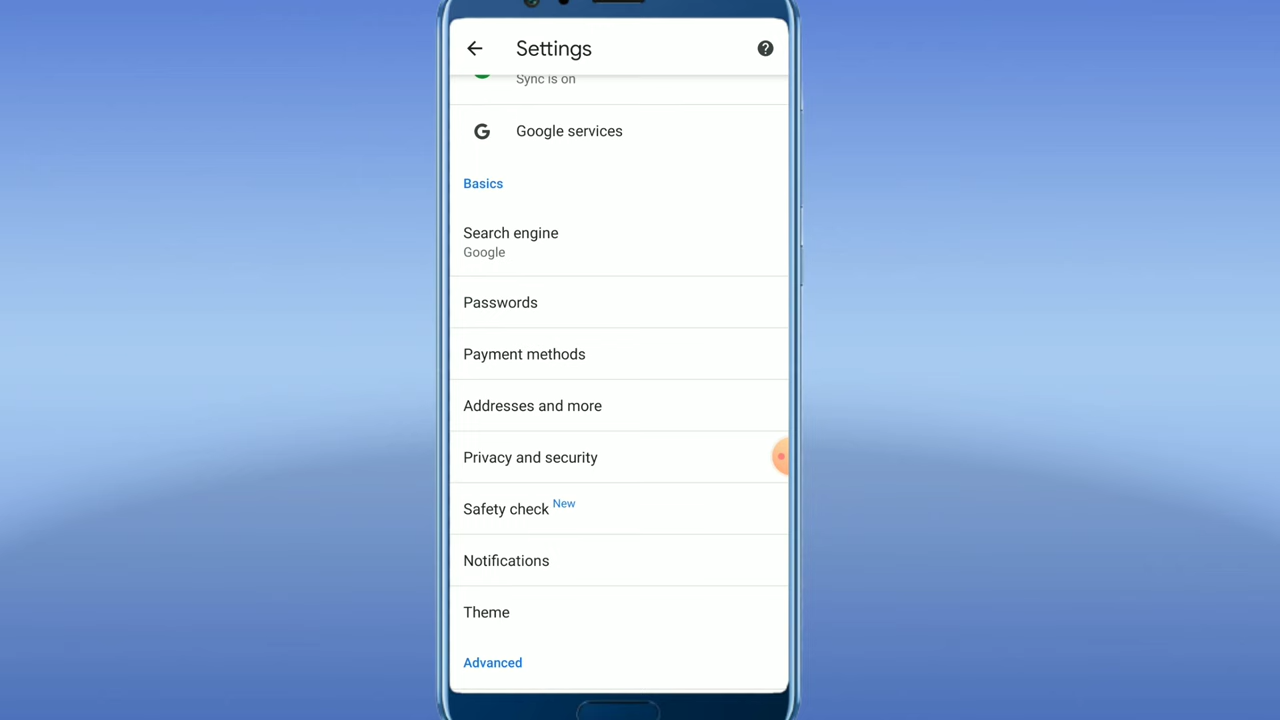 Settings
Sync is on
Google services
Basics
Search engine
Google
Passwords
Payment methods
Addresses and more
Privacy and security
Safety check New
Notifications
Theme
Advanced